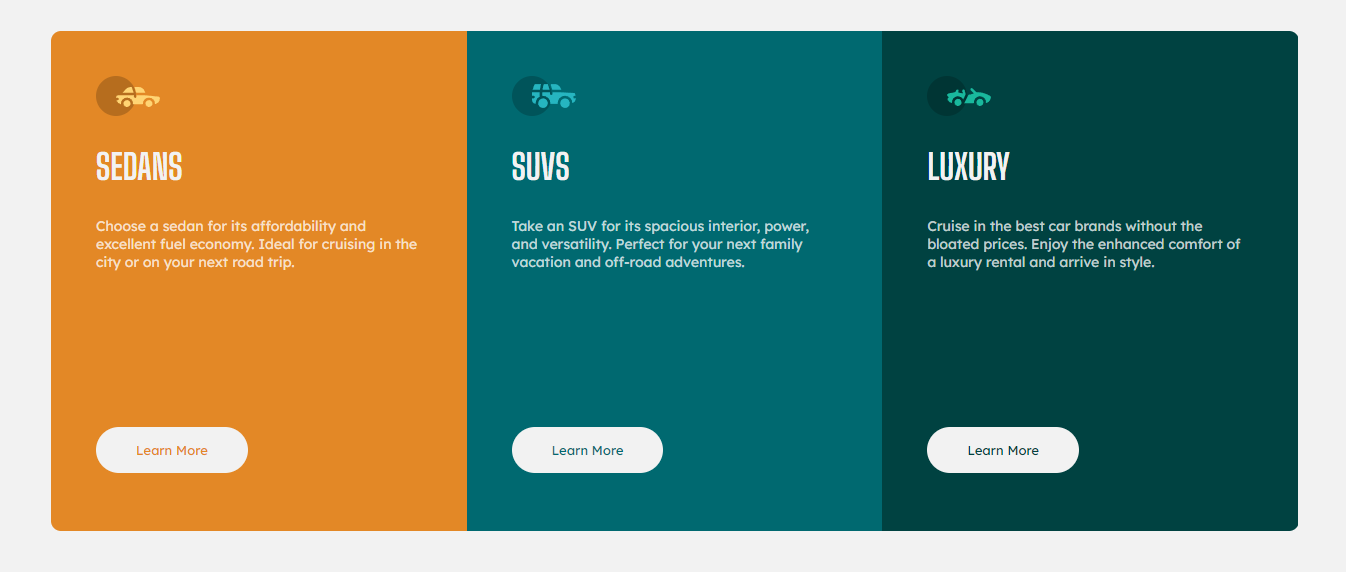 SEDANS
Choose a sedan for its affordability and
excellent fuel economy. Ideal for cruising in the
city or on your next road trip.
Learn More
SUVS
Take an SUV for its spacious interior, power,
and versatility. Perfect for your next family
vacation and off-road adventures.
Learn More
LUXURY
Cruise in the best car brands without the
bloated prices. Enjoy the enhanced comfort of
a luxury rental and arrive in style.
Learn More